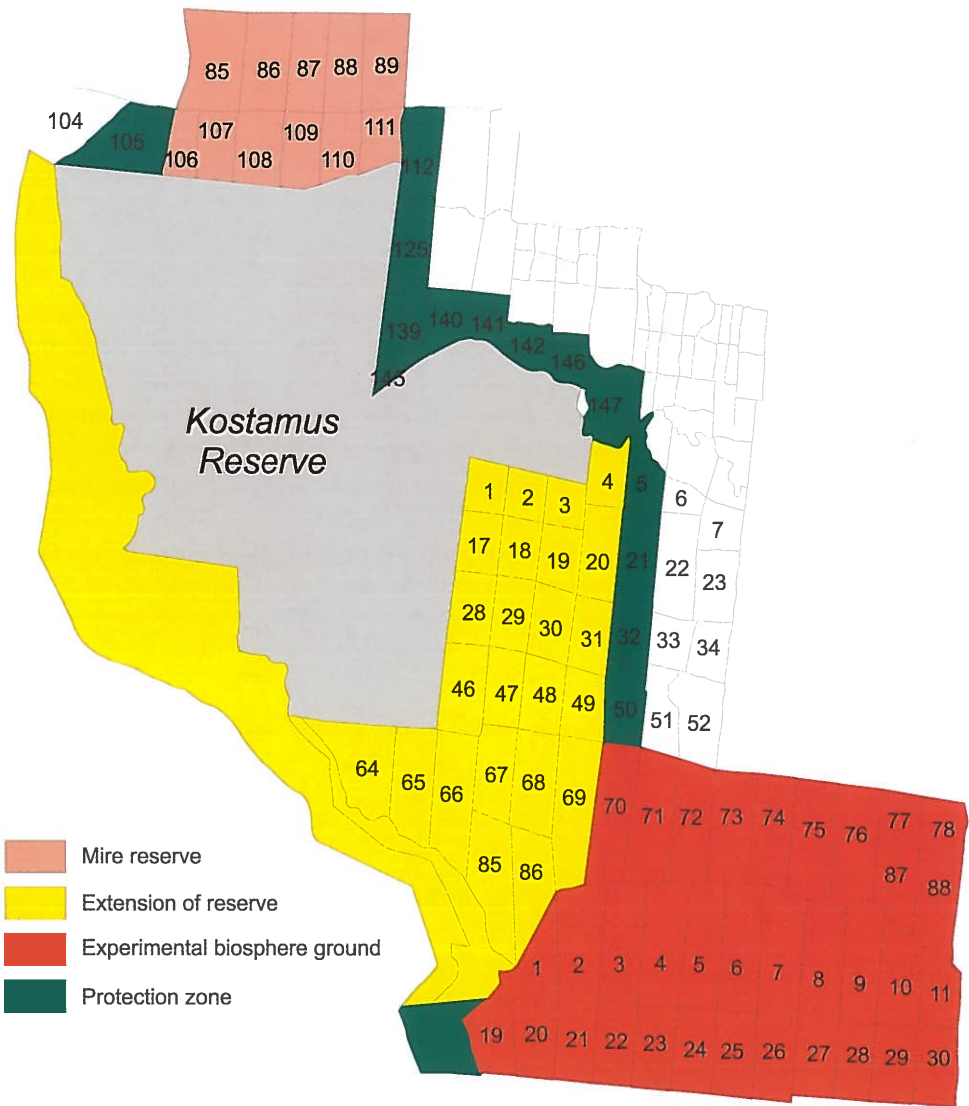 85 86 87 88 89
104
105
107 109 111
106 108 110
112
125
139 140 141
142 146
145
147
Kostamus
Reserve
1 2 3 4 5 6
7
17 18 19 20 21 22 23
28 29 30 31 32 33 34
46 47 48 49 50 51 52
64 65 66 67 68 69
70 71 72 73 74 75 76 77 78
85 86
87 88
1 2 3 4 5 6 7 8 9 10 11
19 20 21 22 23 24 25 26 27 28 29 30
Mire reserve
Extension of reserve
Experimental biosphere ground
Protection zone